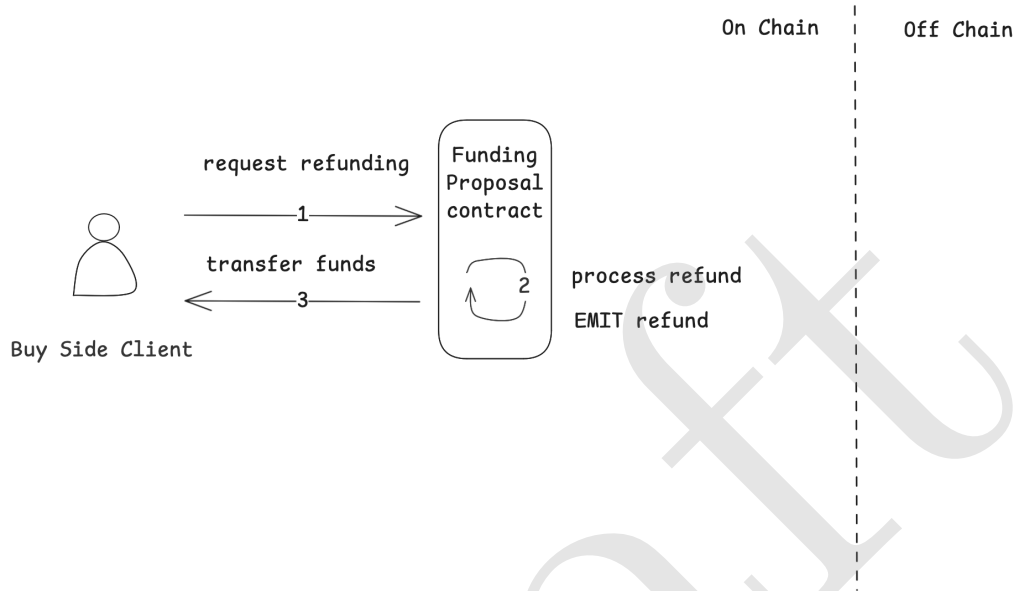 On Chain
Off Chain
request refunding
1
transfer funds
3
Buy Side Client
Funding
Proposal
contract
2
process refund
EMIT refund